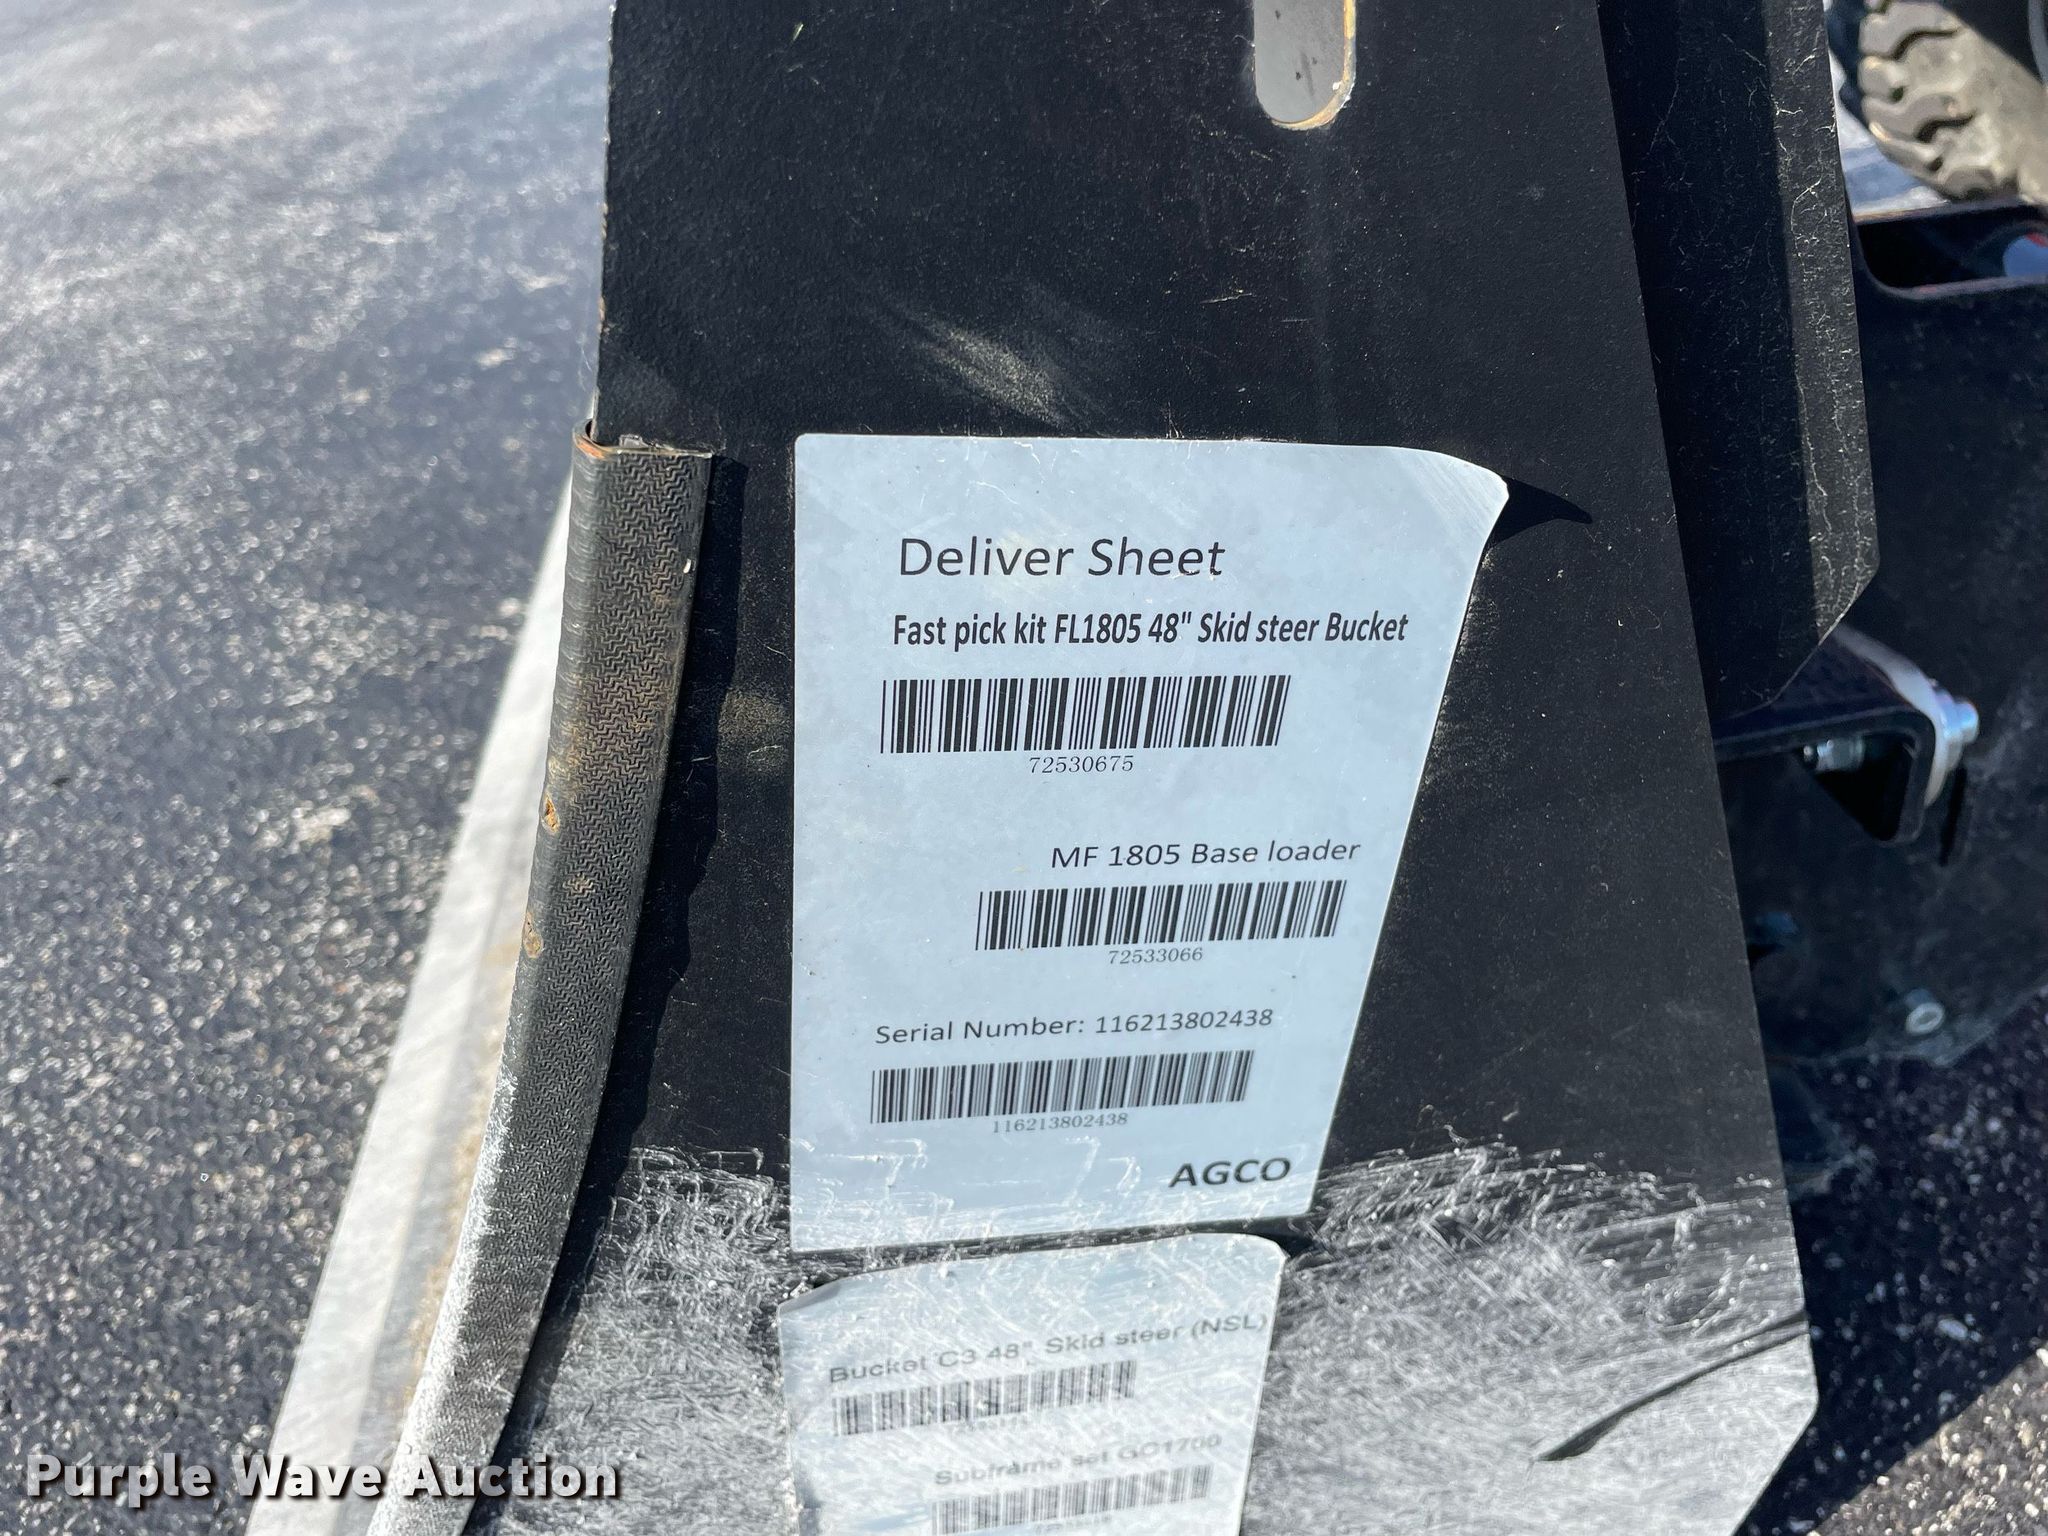 Deliver Sheet
Fast pick kit FL1805 48" Skid steer Bucket
72530675
MF 1805 Base loader
72533066
Serial Number: 116213802438
116213802438
AGCO
Bucket C3 48" Skid steer (NSL)
Subframe set GC1700
Purple Wave Auction